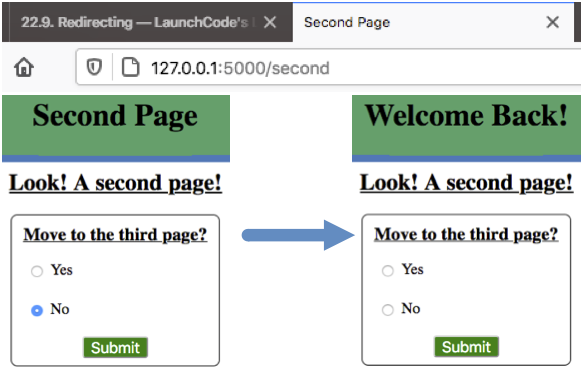 22.9. Redirecting — LaunchCode's
Second Page
127.0.0.1:5000/second
Second Page
Look! A second page!
Move to the third page?
Yes
No
Submit
Welcome Back!
Look! A second page!
Move to the third page?
Yes
No
Submit